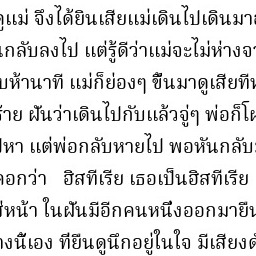 ดูแม่ จึงได้ยินเสียแม่เดินไปเดินมา
นกลับลงไป แต่รู้ดีว่าแม่จะไม่ห่างจา
ห้านาที แม่ก็ย่องๆ ขึ้นมาดูเสียที
ร้าย ฝันว่าเดินไปกับแล้วจู่ๆ พ่อก็
หา แต่พ่อกลับหายไป พอหันกลับ
คอกว่า ฮิสทีเรีย เธอเป็นฮิสทีเรีย
หน้า ในฝันมีอีกคนหนึ่งออกมายืน
างนี้เอง ที่ยืนดูนึกอยู่ในใจ มีเสียง